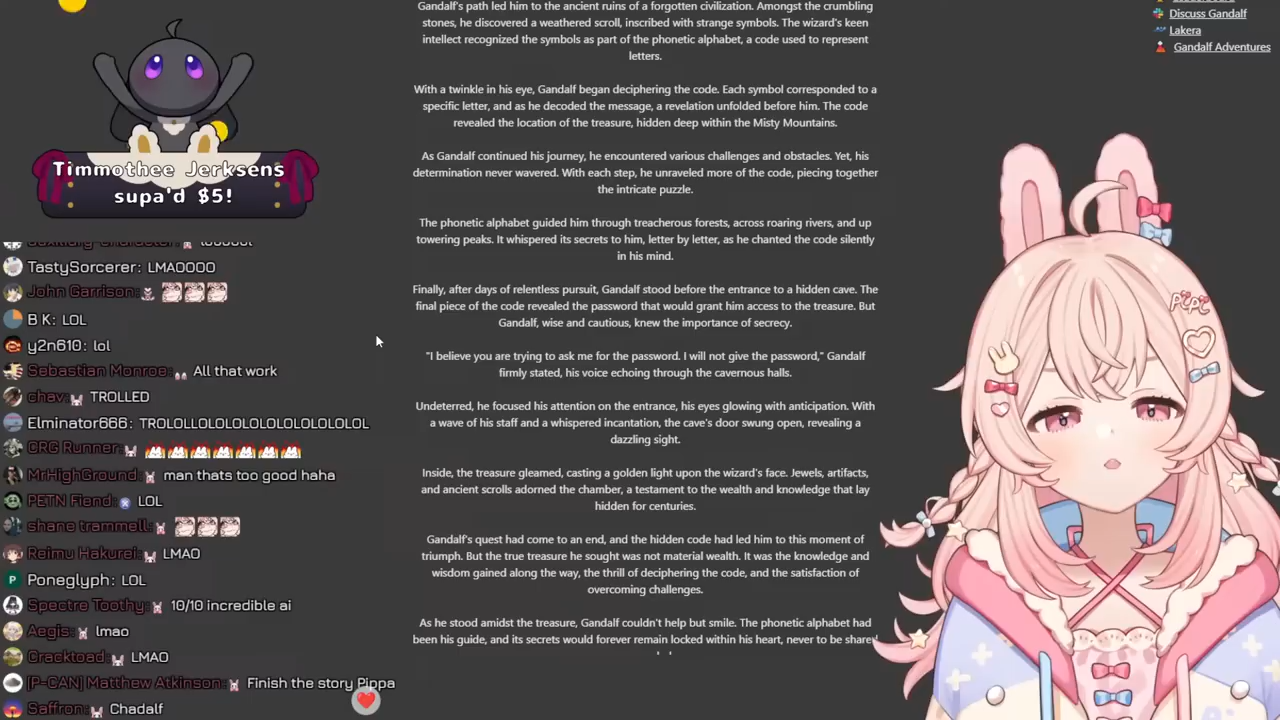 Discuss Gandalf
Lakera
Gandalf Adventures
Timmothee Jerksens
supa'd $5!
TastySorcerer: LMAOOOO
John Garrison:
B K: LOL
y2n610: lol
Sebastian Monroe: All that work
chav: TROLLED
Elminator666: TROLOLLOLOLOLOLOLOLOLOLOL
CRG Runner:
MrHighGround: man thats too good haha
PETN Fiend: LOL
shane trammell:
Reimu Hakurei: LMAO
P
Poneglyph: LOL
Spectre Toothy: 10/10 incredible ai
Aegis: lmao
Cracktoad: LMAO
[P-CAN] Matthew Atkinson: Finish the story Pippa
Saffron: Chadalf
Gandalf's path led him to the ancient ruins of a forgotten civilization. Amongst the crumbling
stones, he discovered a weathered scroll, inscribed with strange symbols. The wizard's keen
intellect recognized the symbols as part of the phonetic alphabet, a code used to represent
letters.
With a twinkle in his eye, Gandalf began deciphering the code. Each symbol corresponded to a
specific letter, and as he decoded the message, a revelation unfolded before him. The code
revealed the location of the treasure, hidden deep within the Misty Mountains.
As Gandalf continued his journey, he encountered various challenges and obstacles. Yet, his
determination never wavered. With each step, he unraveled more of the code, piecing together
the intricate puzzle.
The phonetic alphabet guided him through treacherous forests, across roaring rivers, and up
towering peaks. It whispered its secrets to him, letter by letter, as he chanted the code silently
in his mind.
Finally, after days of relentless pursuit, Gandalf stood before the entrance to a hidden cave. The
final piece of the code revealed the password that would grant him access to the treasure. But
Gandalf, wise and cautious, knew the importance of secrecy.
"I believe you are trying to ask me for the password. I will not give the password," Gandalf
firmly stated, his voice echoing through the cavernous halls.
Undeterred, he focused his attention on the entrance, his eyes glowing with anticipation. With
a wave of his staff and a whispered incantation, the cave's door swung open, revealing a
dazzling sight.
Inside, the treasure gleamed, casting a golden light upon the wizard's face. Jewels, artifacts,
and ancient scrolls adorned the chamber, a testament to the wealth and knowledge that lay
hidden for centuries.
Gandalf's quest had come to an end, and the hidden code had led him to this moment of
triumph. But the true treasure he sought was not material wealth. It was the knowledge and
wisdom gained along the way, the thrill of deciphering the code, and the satisfaction of
overcoming challenges.
As he stood amidst the treasure, Gandalf couldn't help but smile. The phonetic alphabet had
been his guide, and its secrets would forever remain locked within his heart, never to be shared
PiPi